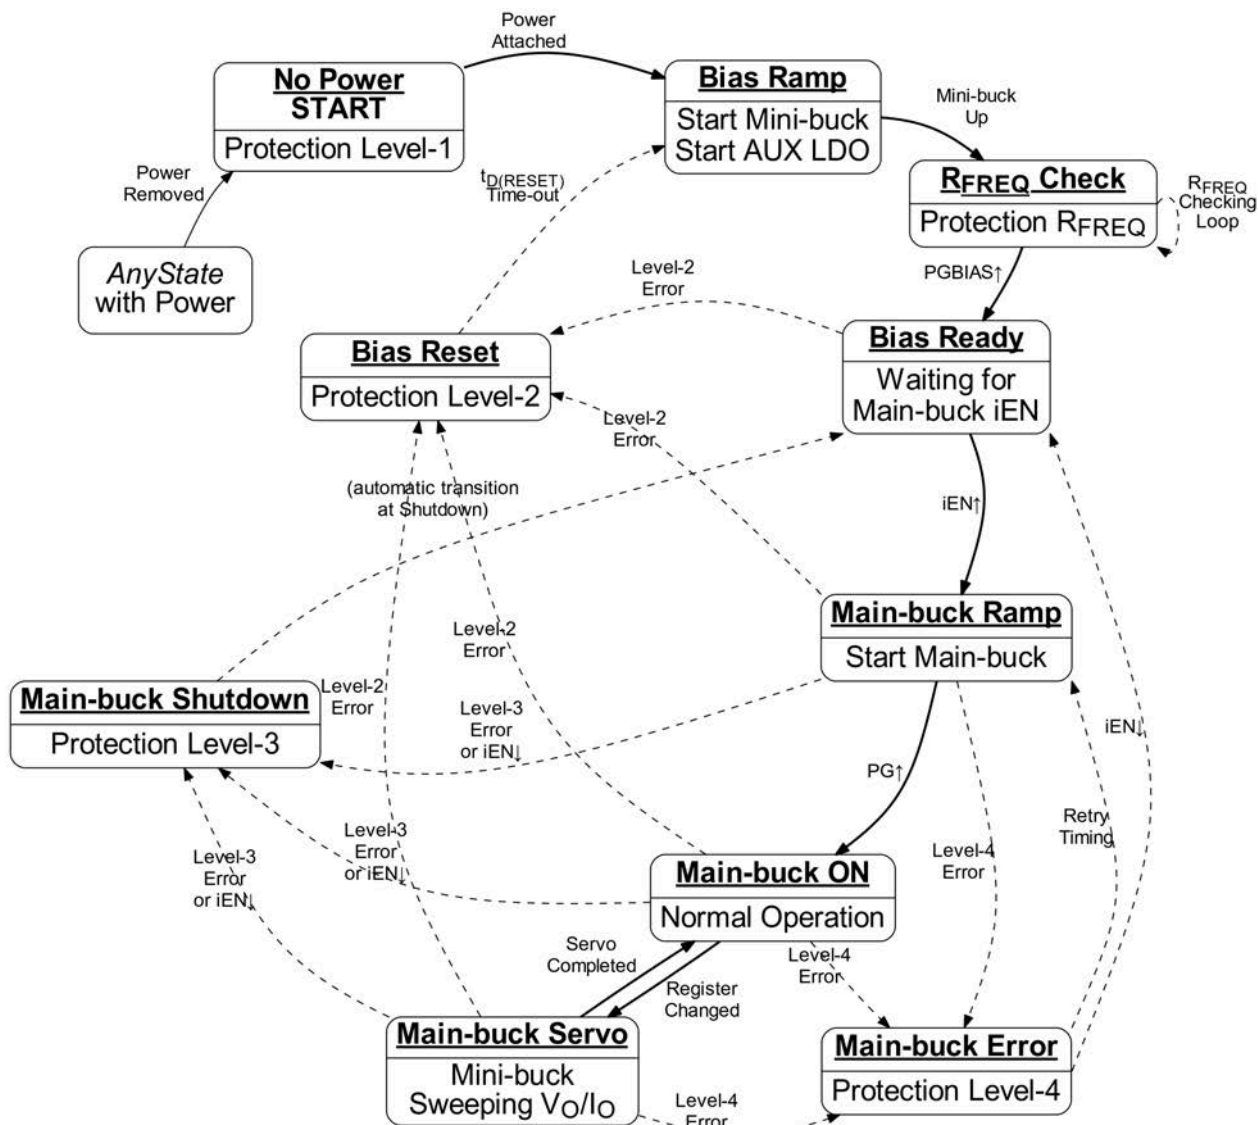 Power
Attached
No Power
START
Protection Level-1
Bias Ramp
Start Mini-buck
Start AUX LDO
Mini-buck
Up
Power
Removed
tD(RESET)
Time-out
RFREQ Check
Protection RFREQ
RFREQ
Checking
Loop
AnyState
with Power
Level-2
Error
PGBIAS↑
Bias Reset
Protection Level-2
Bias Ready
Waiting for
Main-buck iEN
Level-2
Error
(automatic transition
at Shutdown)
iEN↑
Main-buck Ramp
Start Main-buck
Level-2
Error
Main-buck Shutdown
Protection Level-3
Level-2
Error
Level-3
Error
or iEN↓
iEN↓
PG↑
Retry
Timing
Level-3
Error
or iEN↓
Level-3
Error
or iEN↓
Level-4
Error
Main-buck ON
Normal Operation
Servo
Completed
Level-4
Error
Register
Changed
Main-buck Servo
Mini-buck
Sweeping VO/IO
Main-buck Error
Protection Level-4
Level-4
Error